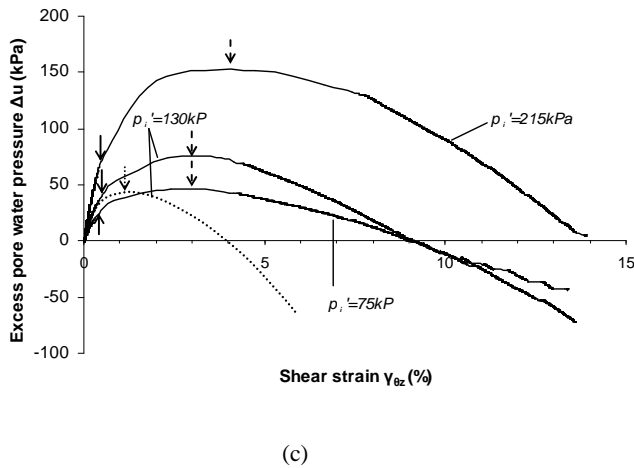 200
150
100
50
0
-50
-100
Excess pore water pressure Δu (kPa)
p i '=130kP
p i '=215kPa
p i '=75kP
0
5
10
15
Shear strain γθz (%)
(c)